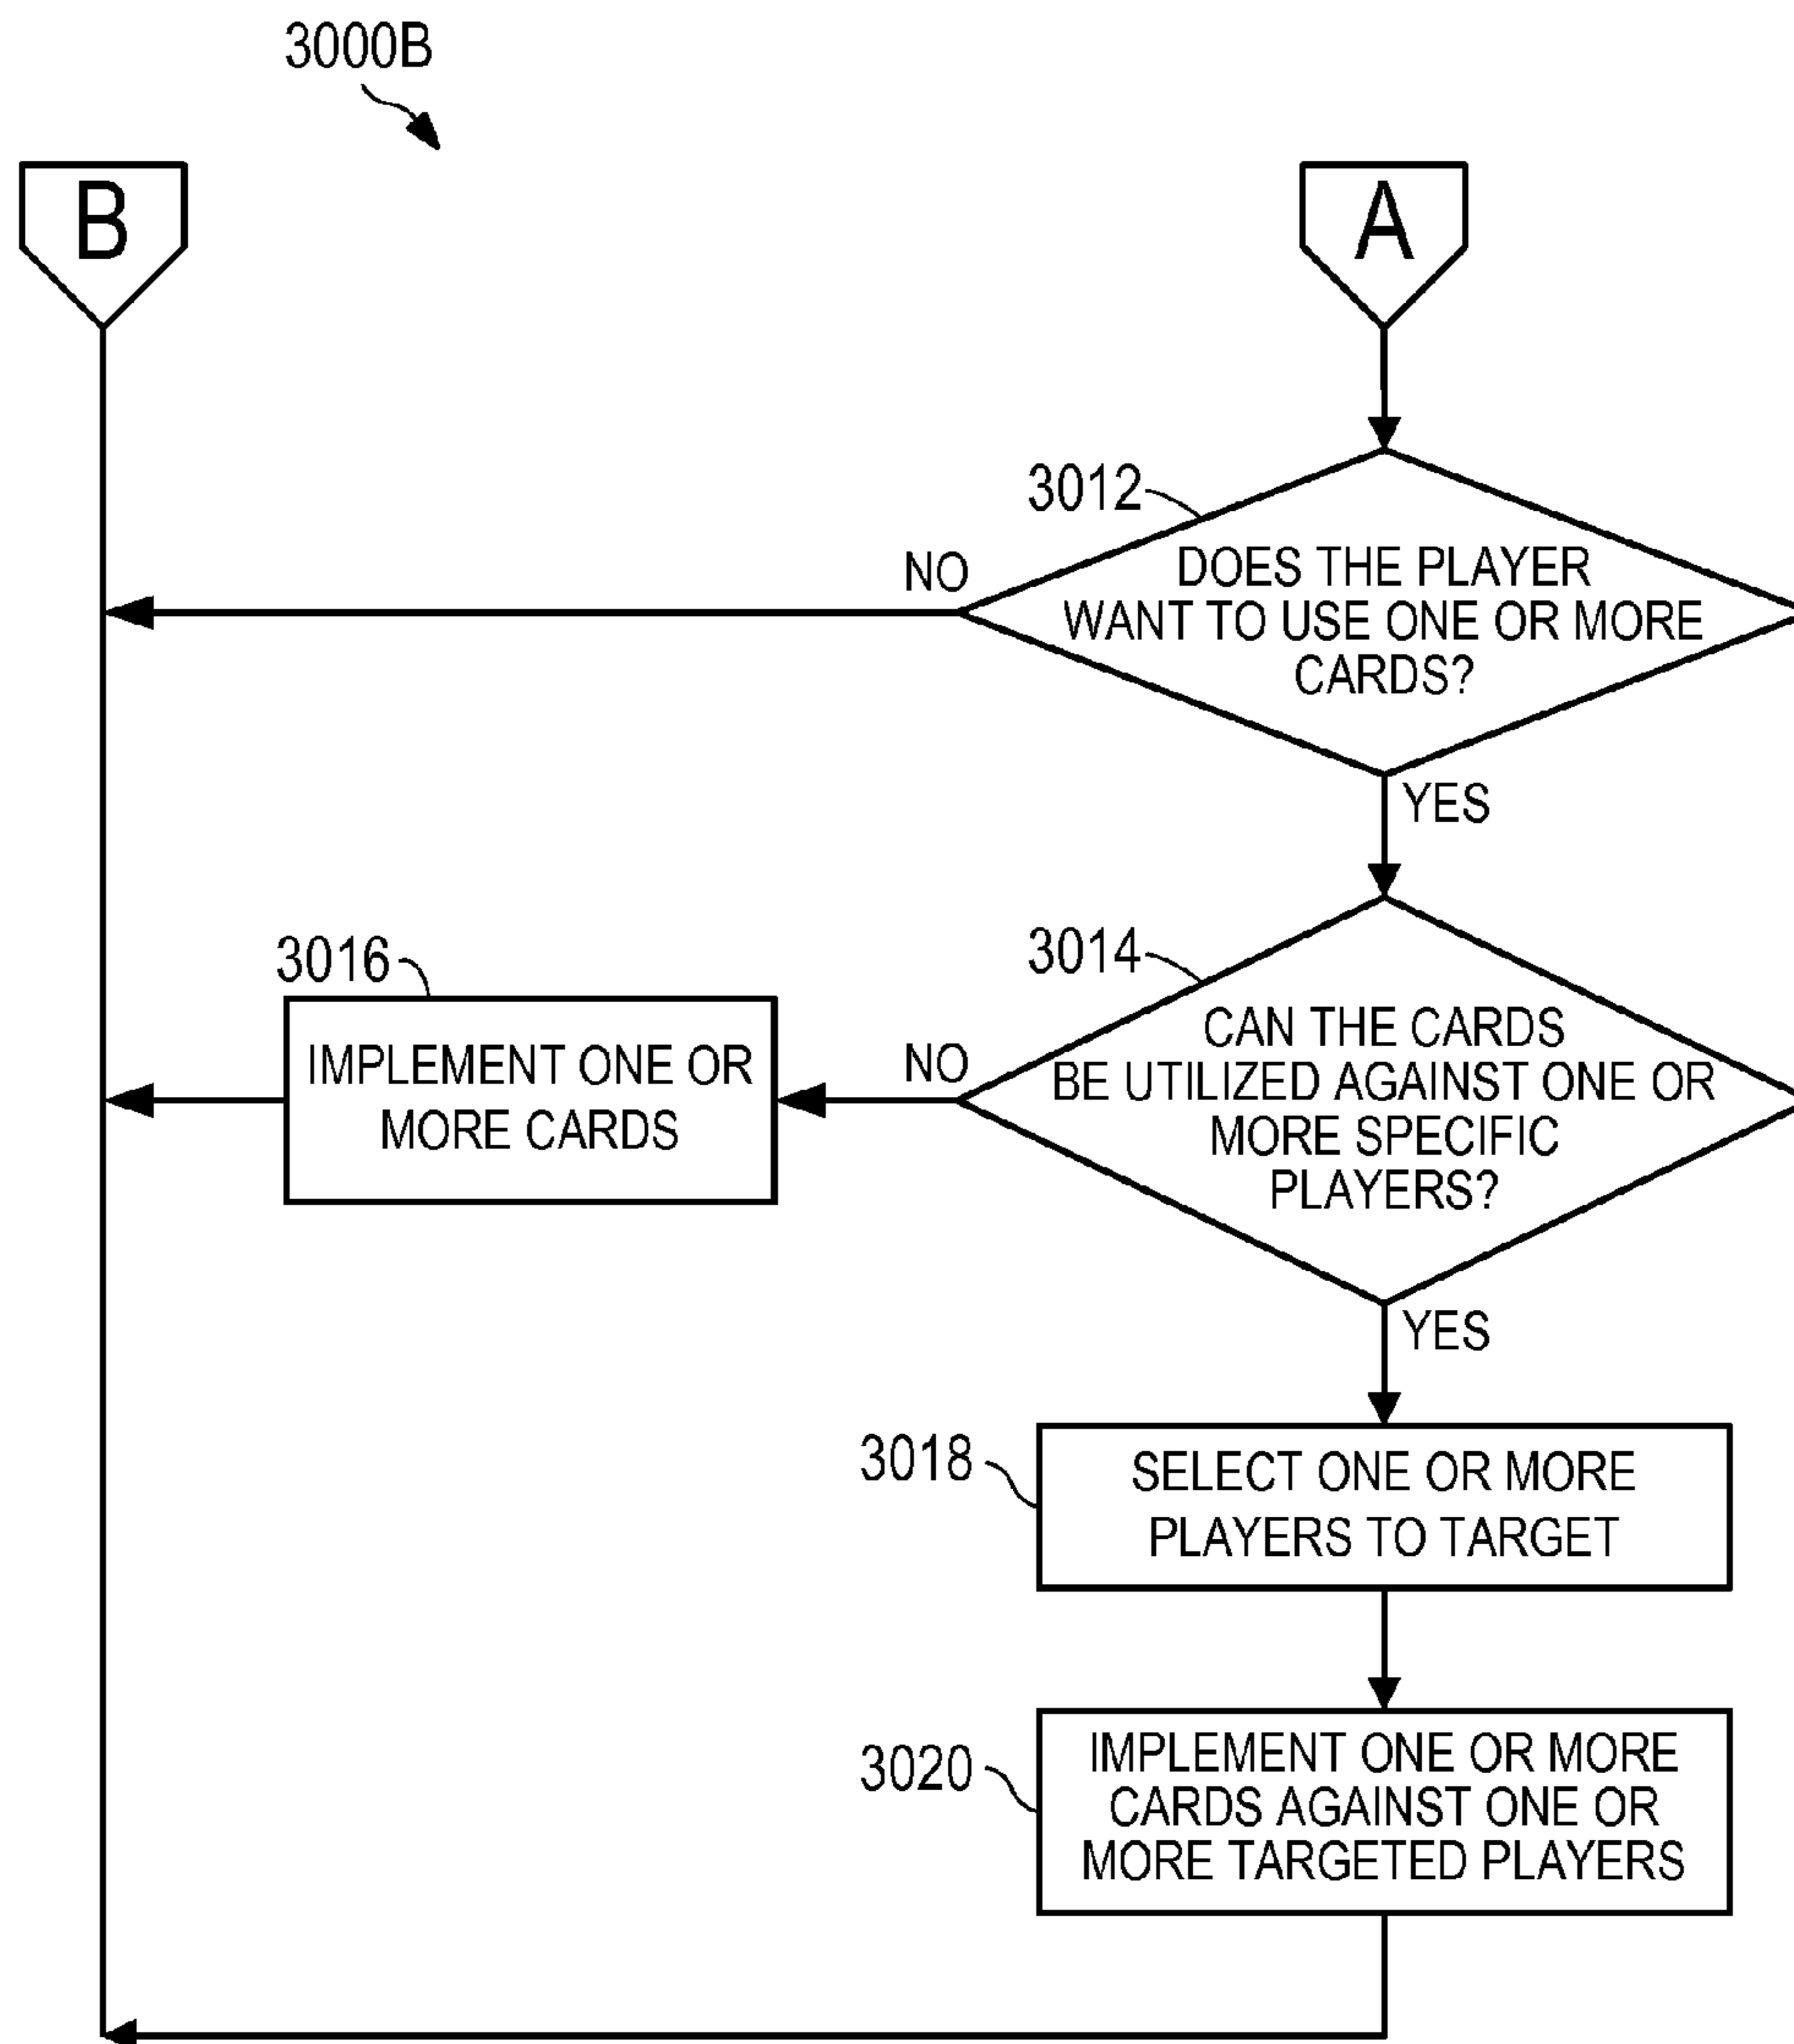 3000B
B
A
3012
NO
DOES THE PLAYER
WANT TO USE ONE OR MORE
CARDS?
YES
3014
3016
NO
CAN THE CARDS
BE UTILIZED AGAINST ONE OR
MORE SPECIFIC
PLAYERS?
IMPLEMENT ONE OR
MORE CARDS
YES
3018
SELECT ONE OR MORE
PLAYERS TO TARGET
3020
IMPLEMENT ONE OR MORE
CARDS AGAINST ONE OR
MORE TARGETED PLAYERS